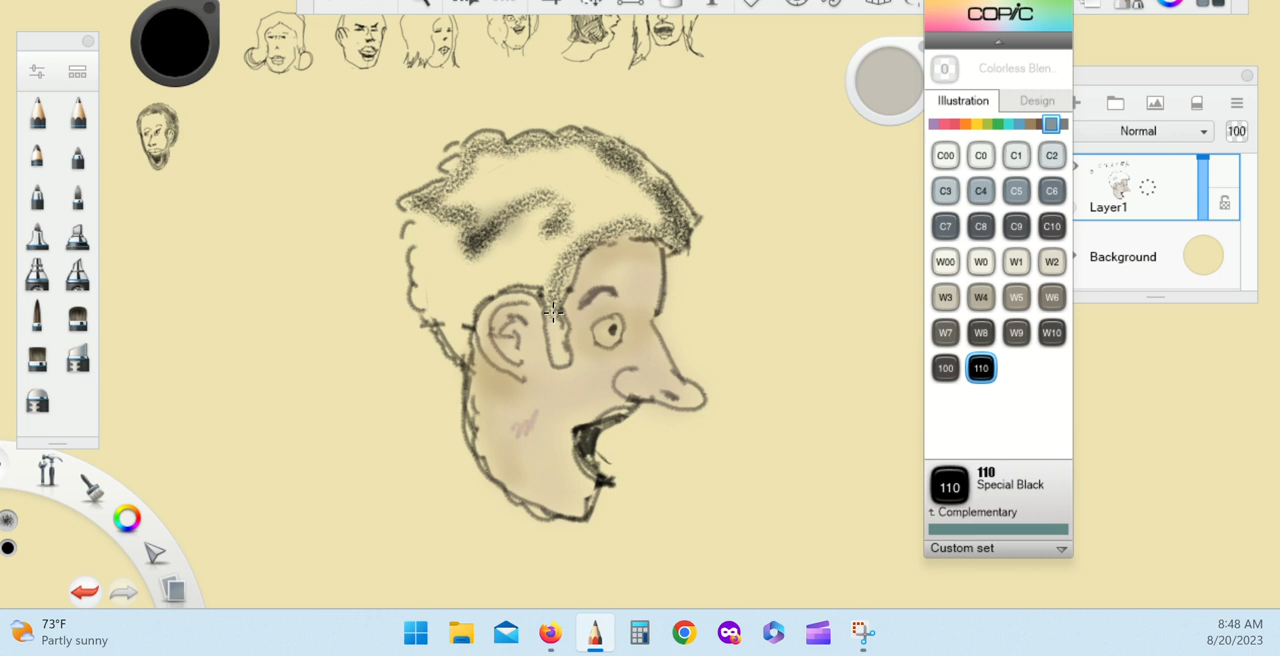 COPIC
0 Colorless Blen..
Illustration Design
C00 C0 C1 C2
C3 C4 C5 C6
C7 C8 C9 C10
W00 W0 W1 W2
W3 W4 W5 W6
W7 W8 W9 W10
100 110
110 110
Special Black
Complementary
Custom set
Normal 100
Layer1
Background
73°F
Partly sunny
8:48 AM
8/20/2023